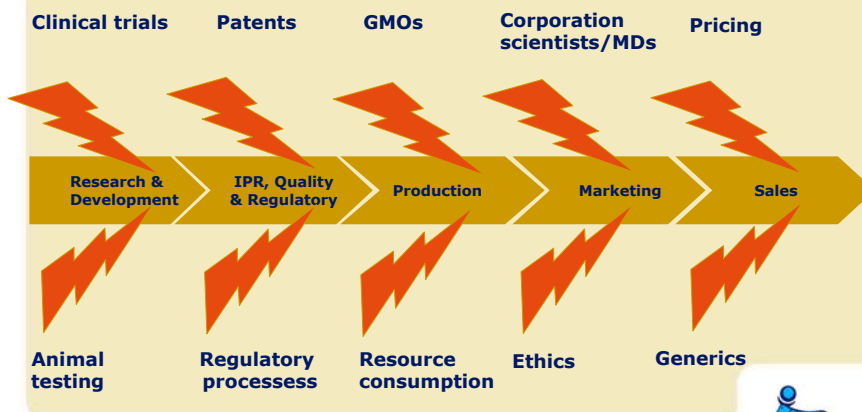 Clinical trials
Patents
GMOs
Corporation
scientists/MDs
Pricing
Research &
Development
IPR, Quality
& Regulatory
Production
Marketing
Sales
Animal
testing
Regulatory
processess
Resource
consumption
Ethics
Generics